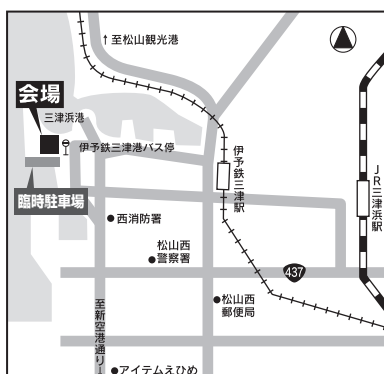 ↑至松山観光港
会場
三津浜港
伊予鉄三津港バス停
臨時駐車場
伊予鉄三津駅
JR三津浜駅
●西消防署
松山西
●警察署
437
至新空港通り↓
●松山西
郵便局
●アイテムえひめ